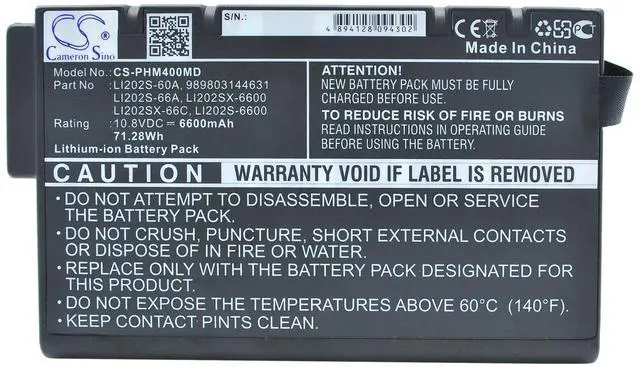 CS
Cameron Sino
S/N.:
4 894128 094302
CE
Made in China
Model No.: CS-PHM400MD
Part No : LI202S-60A, 989803144631
LI202S-66A, LI202SX-6600
LI202SX-66C, LI202S-6600
Rating : 10.8VDC ⎓ 6600mAh
71.28Wh
Lithium-ion Battery Pack
ATTENTION!
NEW BATTERY PACK MUST BE FULLY
CHARGED BEFORE USE.
TO REDUCE RISK OF FIRE OR BURNS
READ INSTRUCTIONS IN OPERATING GUIDE
BEFORE USING THE BATTERY.
CAUTION WARRANTY VOID IF LABEL IS REMOVED
•DO NOT ATTEMPT TO DISASSEMBLE, OPEN OR SERVICE
THE BATTERY PACK.
•DO NOT CRUSH, PUNCTURE, SHORT EXTERNAL CONTACTS
OR DISPOSE OF IN FIRE OR WATER.
•REPLACE ONLY WITH THE BATTERY PACK DESIGNATED FOR
THIS PRODUCT.
•DO NOT EXPOSE THE TEMPERATURES ABOVE 60°C (140°F).
•KEEP CONTACT PINTS CLEAN.